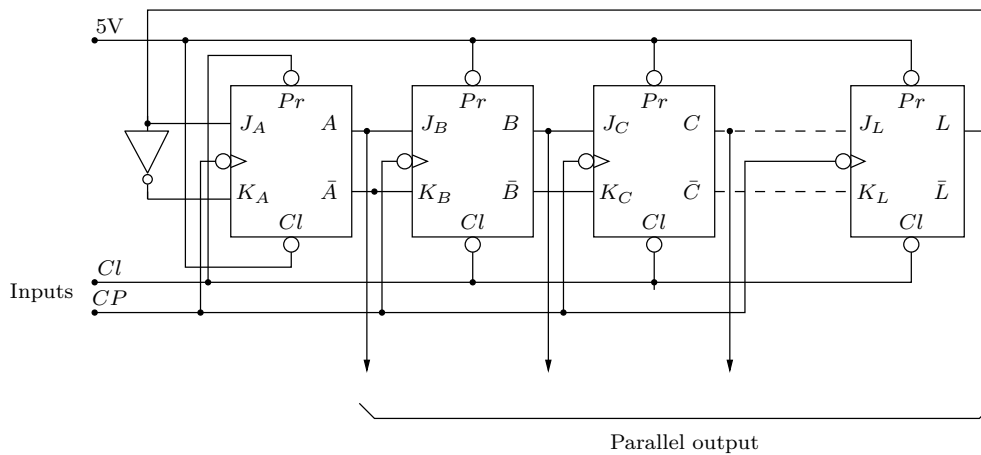 5V
Pr Pr Pr Pr
J_A A J_B B J_C C J_L L
K_A Ā K_B B̄ K_C C̄ K_L L̄
Cl Cl Cl Cl
Cl
Inputs
CP
Parallel output